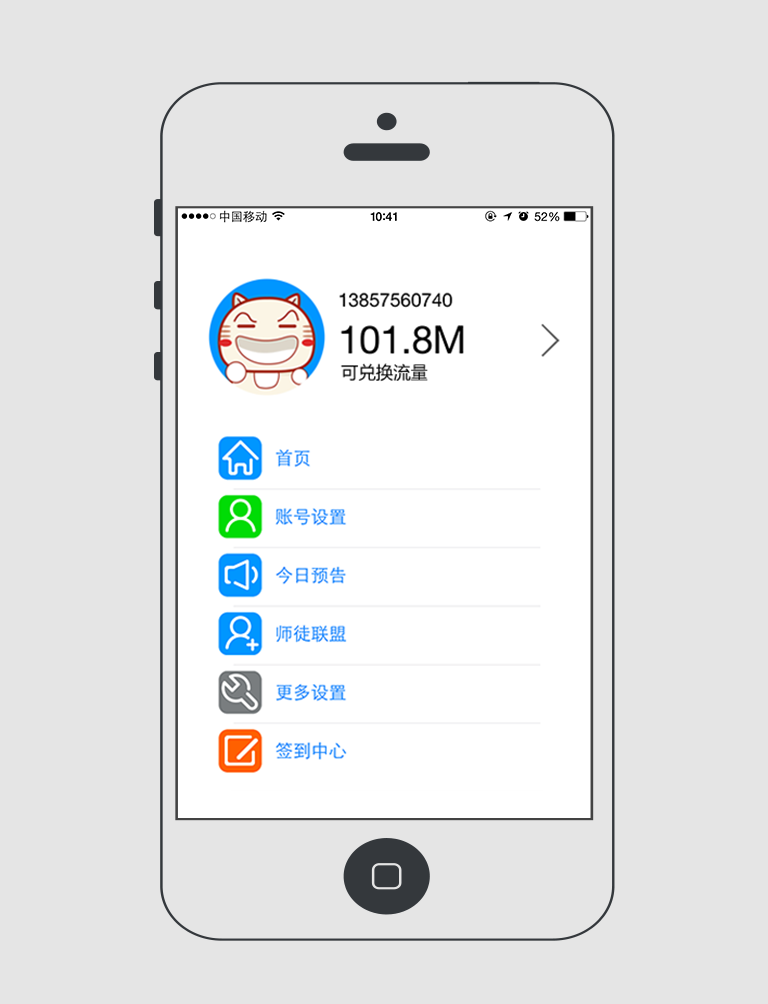 中国移动 10:41 52%
13857560740
101.8M
可兑换流量
首页
账号设置
今日预告
师徒联盟
更多设置
签到中心